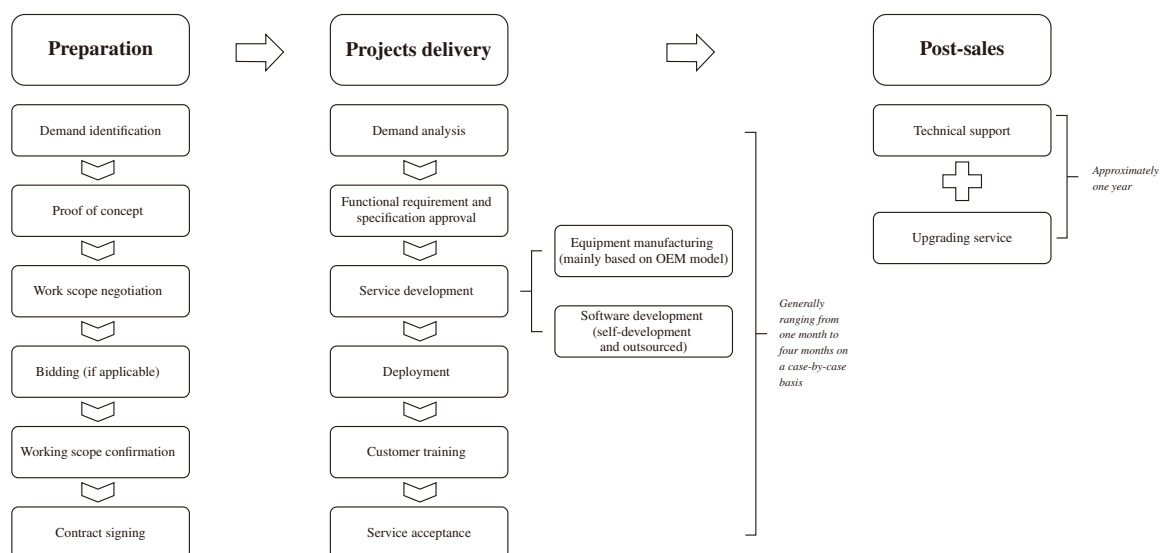 Preparation
Demand identification
Proof of concept
Work scope negotiation
Bidding (if applicable)
Working scope confirmation
Contract signing
Projects delivery
Demand analysis
Functional requirement and
specification approval
Service development
Equipment manufacturing
(mainly based on OEM model)
Software development
(self-development
and outsourced)
Deployment
Customer training
Service acceptance
Generally
ranging from
one month to
four months on
a case-by-case
basis
Post-sales
Technical support
Upgrading service
Approximately
one year